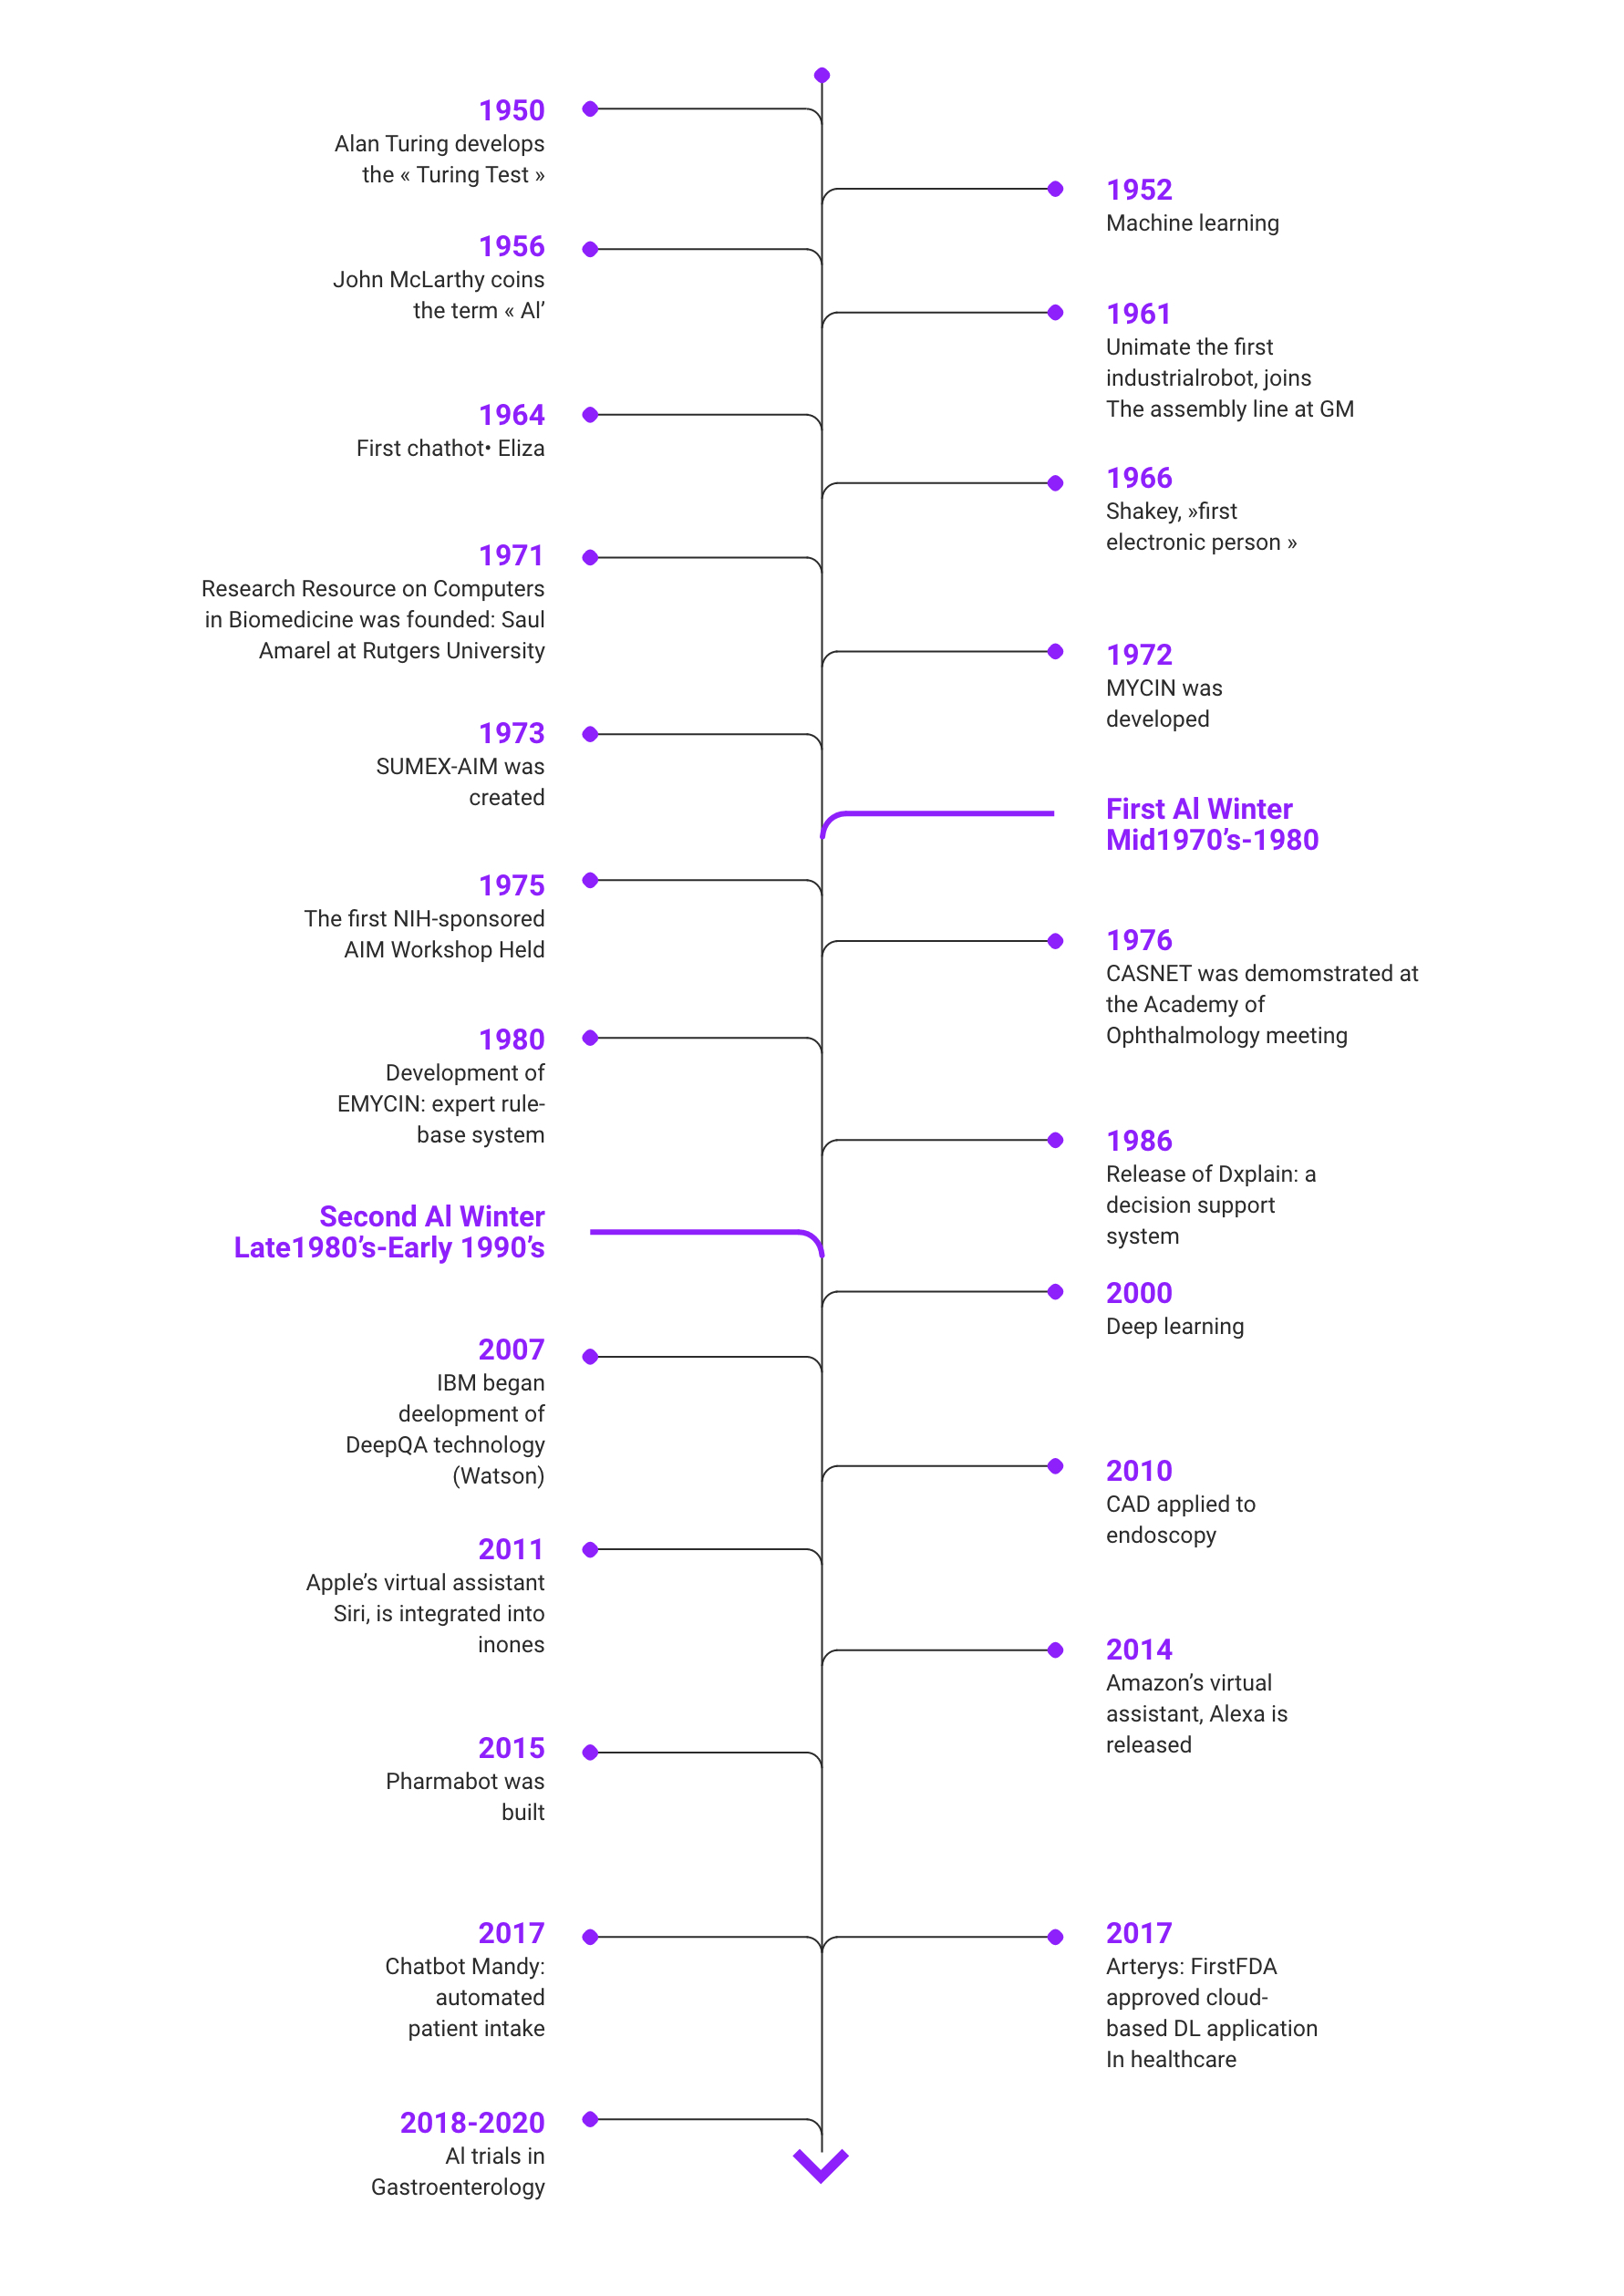 1950
Alan Turing develops
the « Turing Test »
1952
Machine learning
1956
John McLarthy coins
the term « Al’
1961
Unimate the first
industrialrobot, joins
The assembly line at GM
1964
First chathot• Eliza
1966
Shakey, »first
electronic person »
1971
Research Resource on Computers
in Biomedicine was founded: Saul
Amarel at Rutgers University
1972
MYCIN was
developed
1973
SUMEX-AIM was
created
First Al Winter
Mid1970’s-1980
1975
The first NIH-sponsored
AIM Workshop Held
1976
CASNET was demomstrated at
the Academy of
Ophthalmology meeting
1980
Development of
EMYCIN: expert rule-
base system
1986
Release of Dxplain: a
decision support
system
Second Al Winter
Late1980’s-Early 1990’s
2000
Deep learning
2007
IBM began
deelopment of
DeepQA technology
(Watson)
2010
CAD applied to
endoscopy
2011
Apple’s virtual assistant
Siri, is integrated into
inones
2014
Amazon’s virtual
assistant, Alexa is
released
2015
Pharmabot was
built
2017
Chatbot Mandy:
automated
patient intake
2017
Arterys: FirstFDA
approved cloud-
based DL application
In healthcare
2018-2020
Al trials in
Gastroenterology